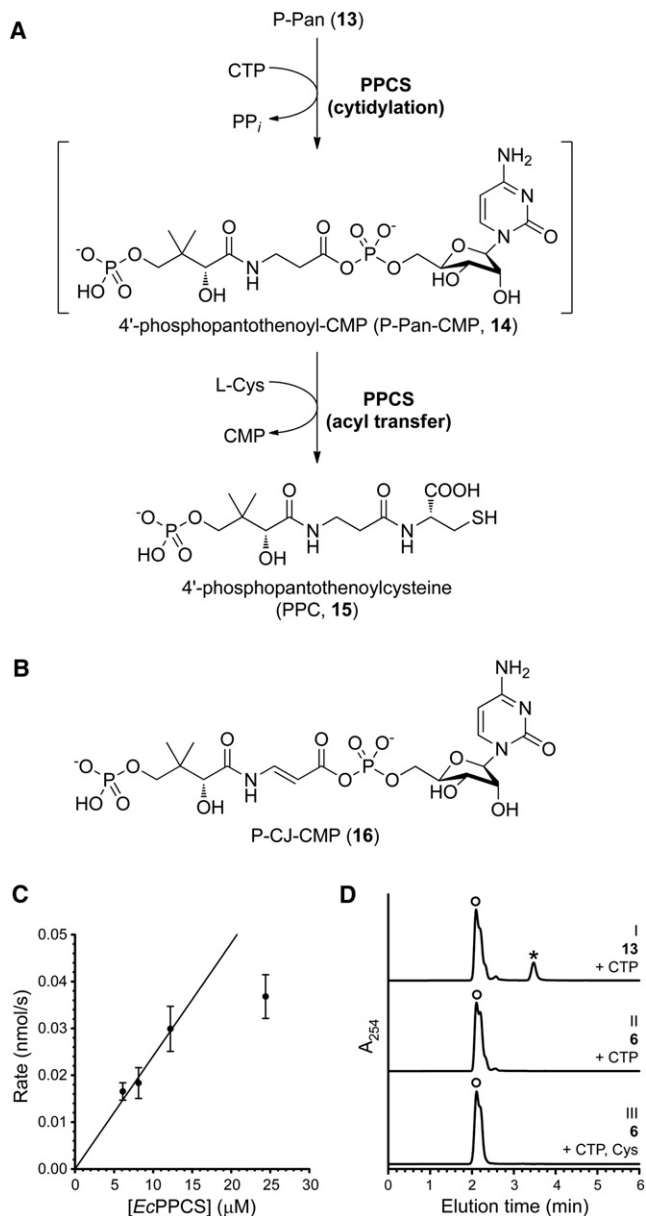 A
P-Pan (13)
CTP
PPi
PPCS
(cytidylation)
NH2
N
N
O
O
O
O
O-
P
O
O
HO
OH
N
H
O
-O
O
P
HO
O
OH
4'-phosphopantothenoyl-CMP (P-Pan-CMP, 14)
L-Cys
CMP
PPCS
(acyl transfer)
O
O
COOH
SH
N
H
N
H
-O
O
P
HO
O
OH
4'-phosphopantothenoylcysteine
(PPC, 15)
B
NH2
N
N
O
O
O
O
O-
P
O
O
HO
OH
N
H
O
-O
O
P
HO
O
OH
P-CJ-CMP (16)
C
0.05
0.04
0.03
0.02
0.01
0.00
Rate (nmol/s)
0
5
10
15
20
25
30
[EcPPCS] (μM)
D
I
13
+ CTP
*
II
6
+ CTP
III
6
+ CTP, Cys
A254
0
1
2
3
4
5
6
Elution time (min)